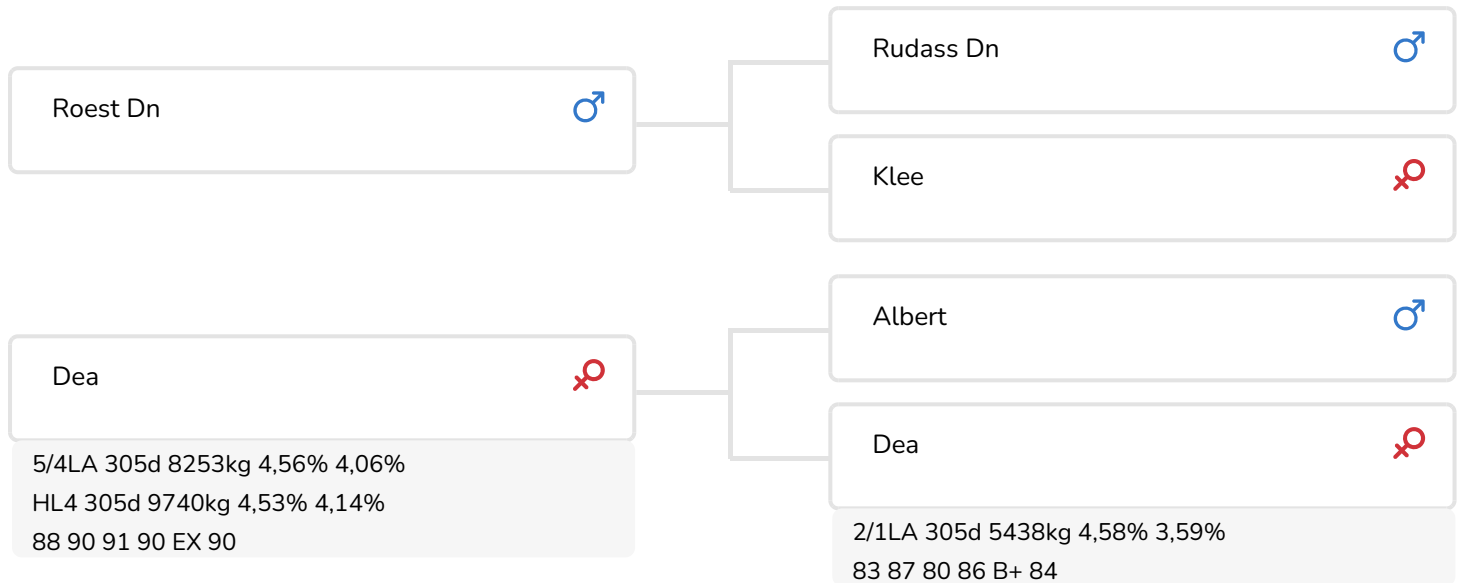 Rudass Dn
Roest Dn
Klee
Albert
Dea
5/4LA 305d 8253kg 4,56% 4,06%
HL4 305d 9740kg 4,53% 4,14%
88 90 91 90 EX 90
Dea
2/1LA 305d 5438kg 4,58% 3,59%
83 87 80 86 B+ 84